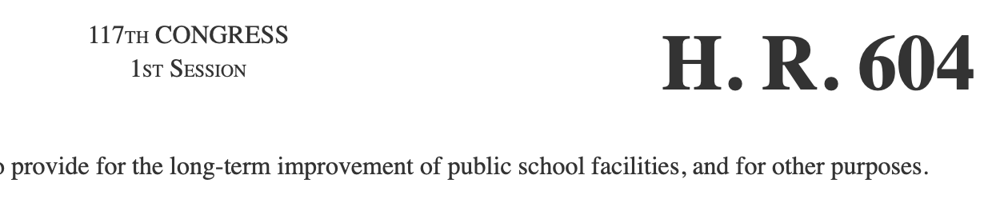 117TH CONGRESS
1ST SESSION
H. R. 604
provide for the long-term improvement of public school facilities, and for other purposes.